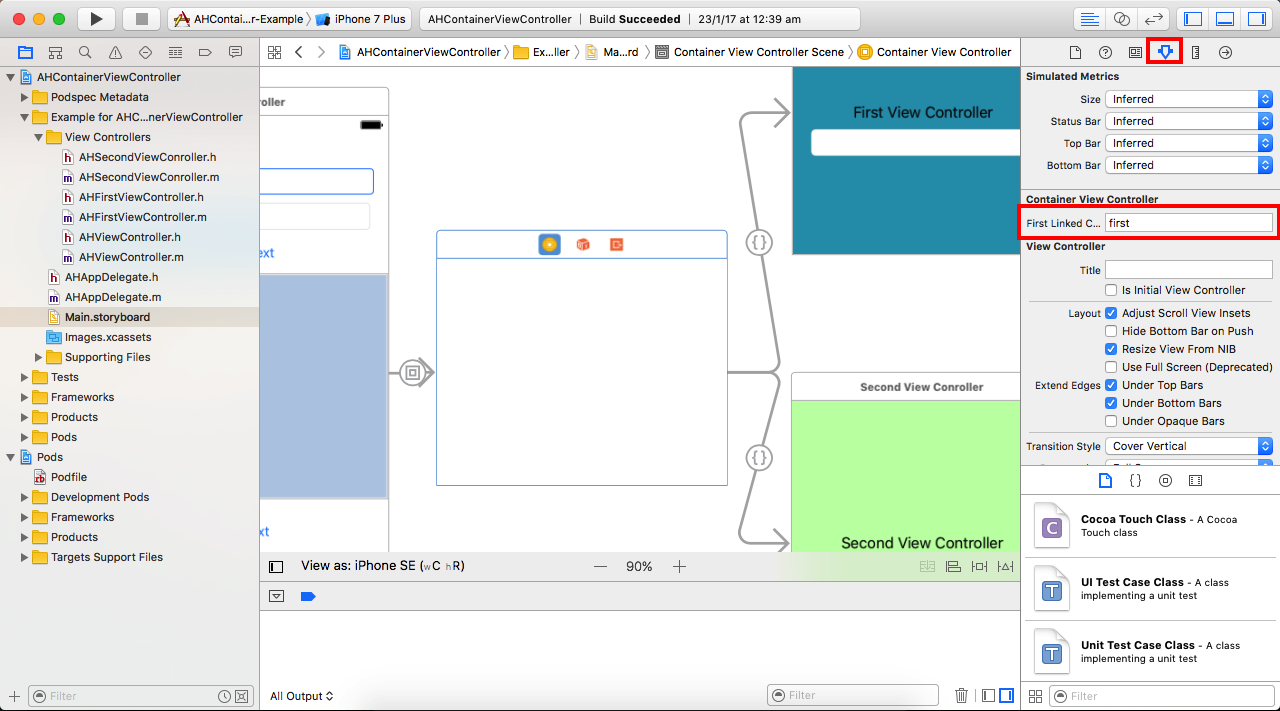 AHContai...r-Example iPhone 7 Plus
AHContainerViewController | Build Succeeded | 23/1/17 at 12:39 am
AHContainerViewController Ex...ller Ma...rd Container View Controller Scene Container View Controller
AHContainerViewController
Podspec Metadata
Example for AHC...nerViewController
View Controllers
h AHSecondViewConroller.h
m AHSecondViewConroller.m
h AHFirstViewController.h
m AHFirstViewController.m
h AHViewController.h
m AHViewController.m
h AHAppDelegate.h
m AHAppDelegate.m
Main.storyboard
Images.xcassets
Supporting Files
Tests
Frameworks
Products
Pods
Pods
rb Podfile
Development Pods
Frameworks
Products
Targets Support Files
Filter
oller
ext
xt
First View Controller
{}
{}
Second View Conroller
Second View Controller
View as: iPhone SE (wC hR)
— 90% +
All Output
Filter
Simulated Metrics
Size Inferred
Status Bar Inferred
Top Bar Inferred
Bottom Bar Inferred
Container View Controller
First Linked C... first
View Controller
Title
Is Initial View Controller
Layout Adjust Scroll View Insets
Hide Bottom Bar on Push
Resize View From NIB
Use Full Screen (Deprecated)
Extend Edges Under Top Bars
Under Bottom Bars
Under Opaque Bars
Transition Style Cover Vertical
{}
C Cocoa Touch Class - A Cocoa
Touch class
T UI Test Case Class - A class
implementing a unit test
T Unit Test Case Class - A class
implementing a unit test
Filter